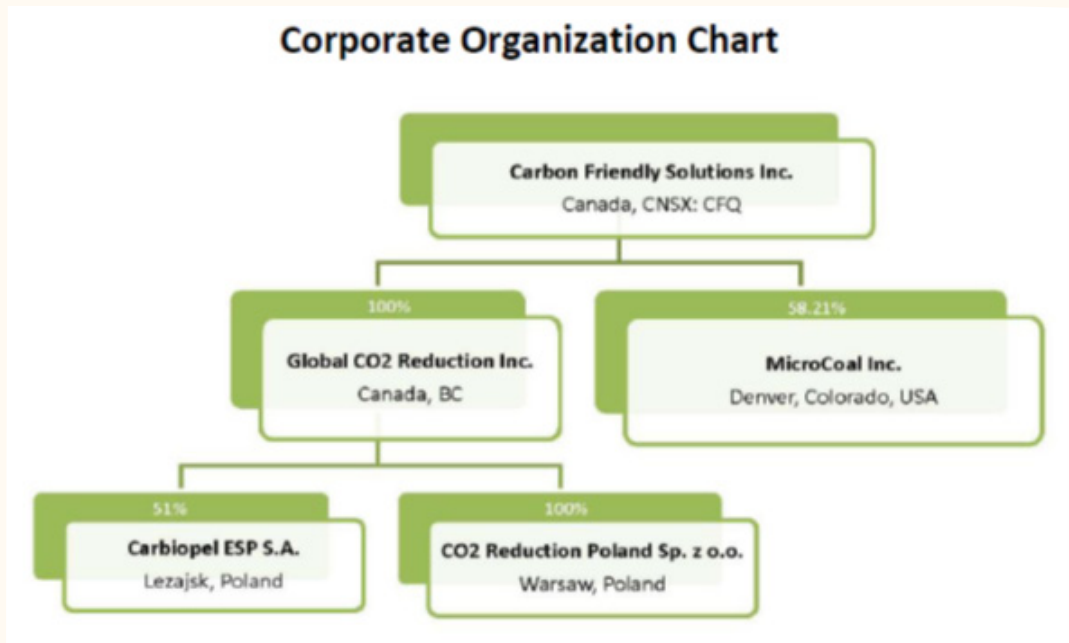 Corporate Organization Chart
Carbon Friendly Solutions Inc.
Canada, CNSX: CFQ
100%
Global CO2 Reduction Inc.
Canada, BC
58.21%
MicroCoal Inc.
Denver, Colorado, USA
51%
Carbiopel ESP S.A.
Lezajsk, Poland
100%
CO2 Reduction Poland Sp. z o.o.
Warsaw, Poland